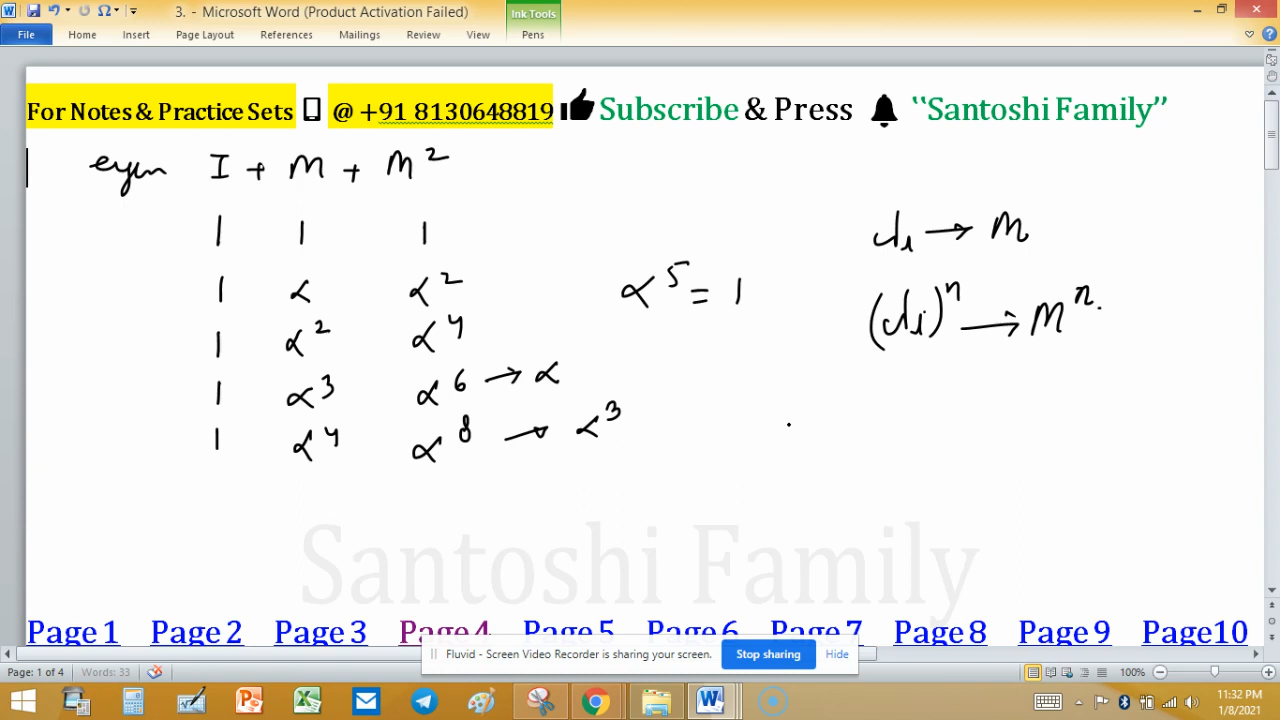 3. - Microsoft Word (Product Activation Failed)
Ink Tools
File Home Insert Page Layout References Mailings Review View Pens
For Notes & Practice Sets @ +91 8130648819 Subscribe & Press “Santoshi Family”
I + M + M²
1 1 1
1 α α²
1 α² α⁴
1 α³ α⁶ → α
1 α⁴ α⁸ → α³
α⁵ = 1
→ M
→ Mⁿ
Santoshi Family
Page 1 Page 2 Page 3 Page 4 Page 5 Page 6 Page 7 Page 8 Page 9 Page10
Fluvid - Screen Video Recorder is sharing your screen. Stop sharing Hide
Page: 1 of 4 Words: 33 100%
11:32 PM
1/8/2021